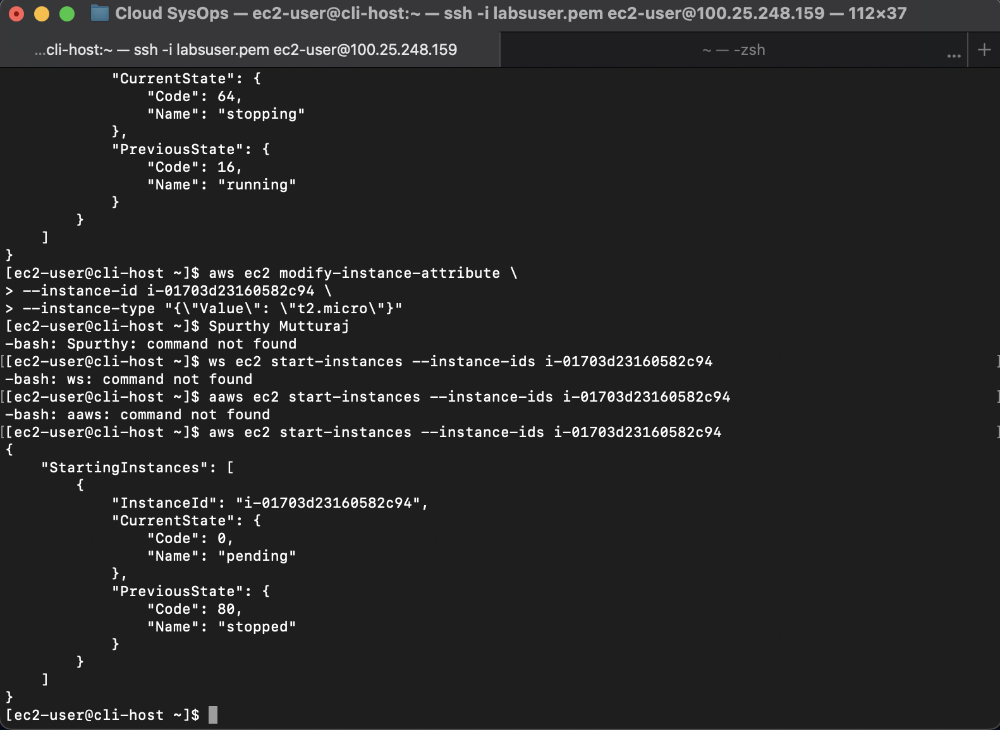 Cloud SysOps — ec2-user@cli-host:~ — ssh -i labsuser.pem ec2-user@100.25.248.159 — 112×37
...cli-host:~ — ssh -i labsuser.pem ec2-user@100.25.248.159
~ — -zsh
... +
            "CurrentState": {
                "Code": 64,
                "Name": "stopping"
            },
            "PreviousState": {
                "Code": 16,
                "Name": "running"
            }
        }
    ]
}
[ec2-user@cli-host ~]$ aws ec2 modify-instance-attribute \
> --instance-id i-01703d23160582c94 \
> --instance-type "{\"Value\": \"t2.micro\"}"
[ec2-user@cli-host ~]$ Spurthy Mutturaj
-bash: Spurthy: command not found
[[ec2-user@cli-host ~]$ ws ec2 start-instances --instance-ids i-01703d23160582c94 ]
-bash: ws: command not found
[[ec2-user@cli-host ~]$ aaws ec2 start-instances --instance-ids i-01703d23160582c94 ]
-bash: aaws: command not found
[[ec2-user@cli-host ~]$ aws ec2 start-instances --instance-ids i-01703d23160582c94 ]
{
    "StartingInstances": [
        {
            "InstanceId": "i-01703d23160582c94",
            "CurrentState": {
                "Code": 0,
                "Name": "pending"
            },
            "PreviousState": {
                "Code": 80,
                "Name": "stopped"
            }
        }
    ]
}
[ec2-user@cli-host ~]$